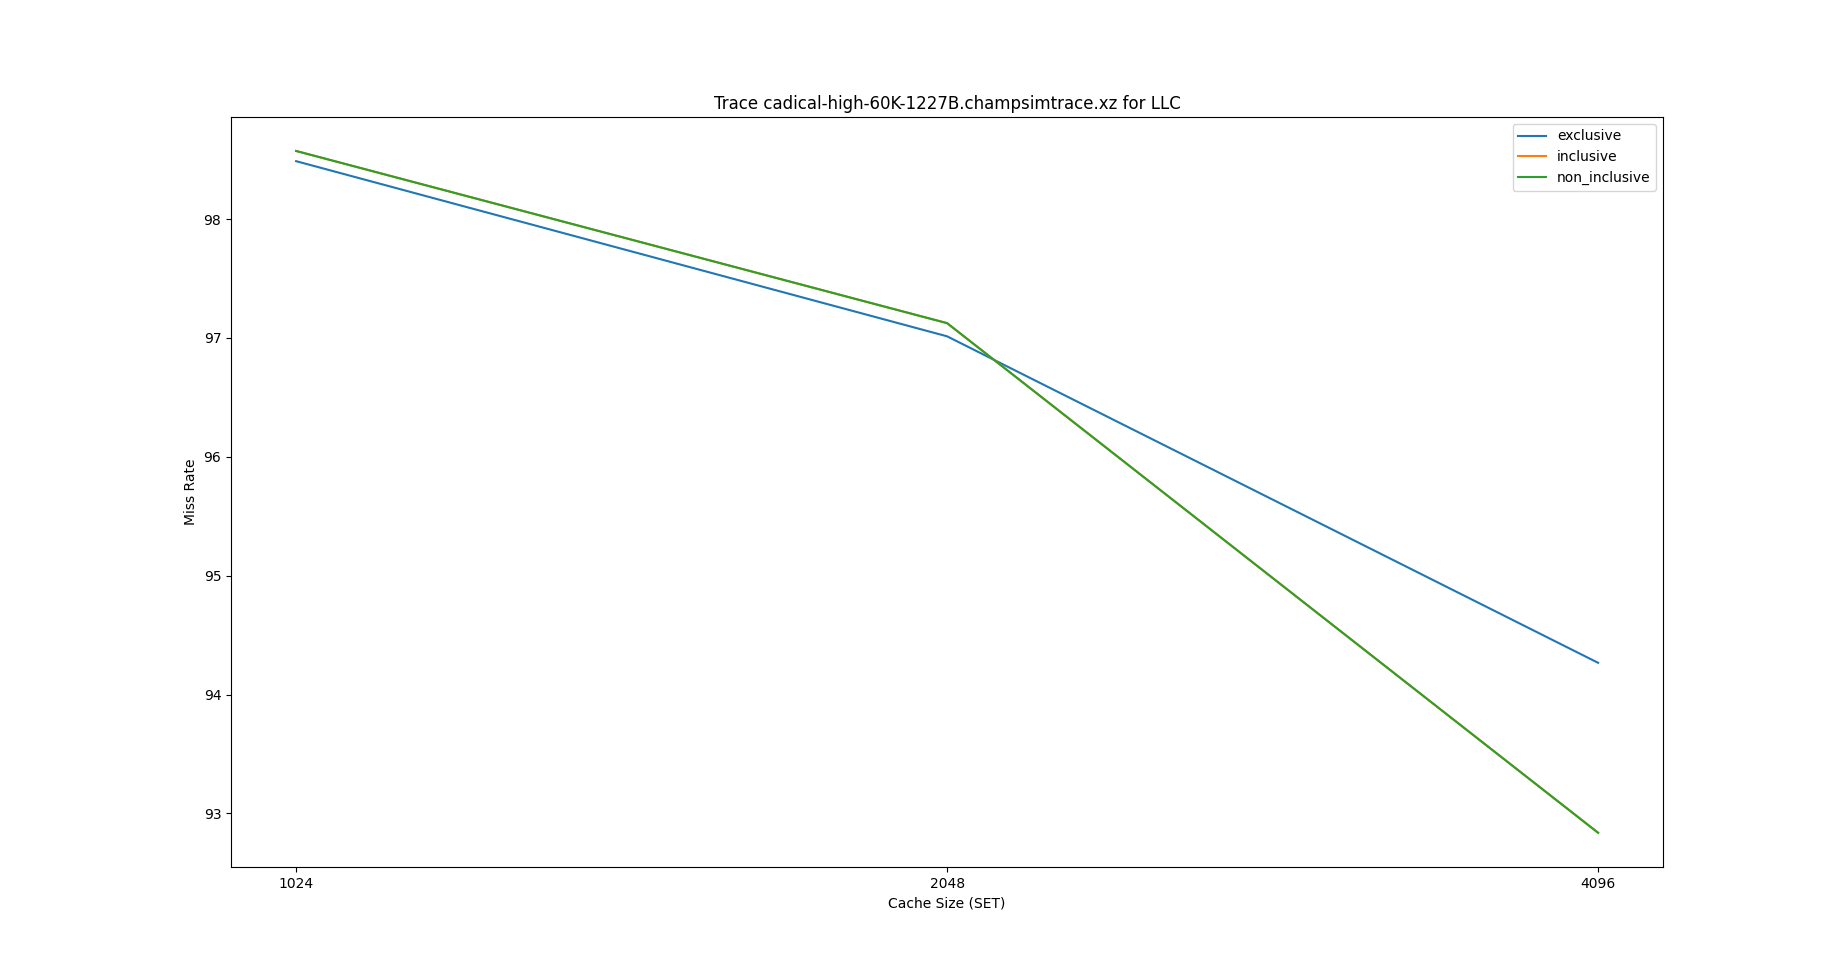 Trace cadical-high-60K-1227B.champsimtrace.xz for LLC
exclusive
inclusive
non_inclusive
98
97
96
95
94
93
Miss Rate
1024
2048
4096
Cache Size (SET)